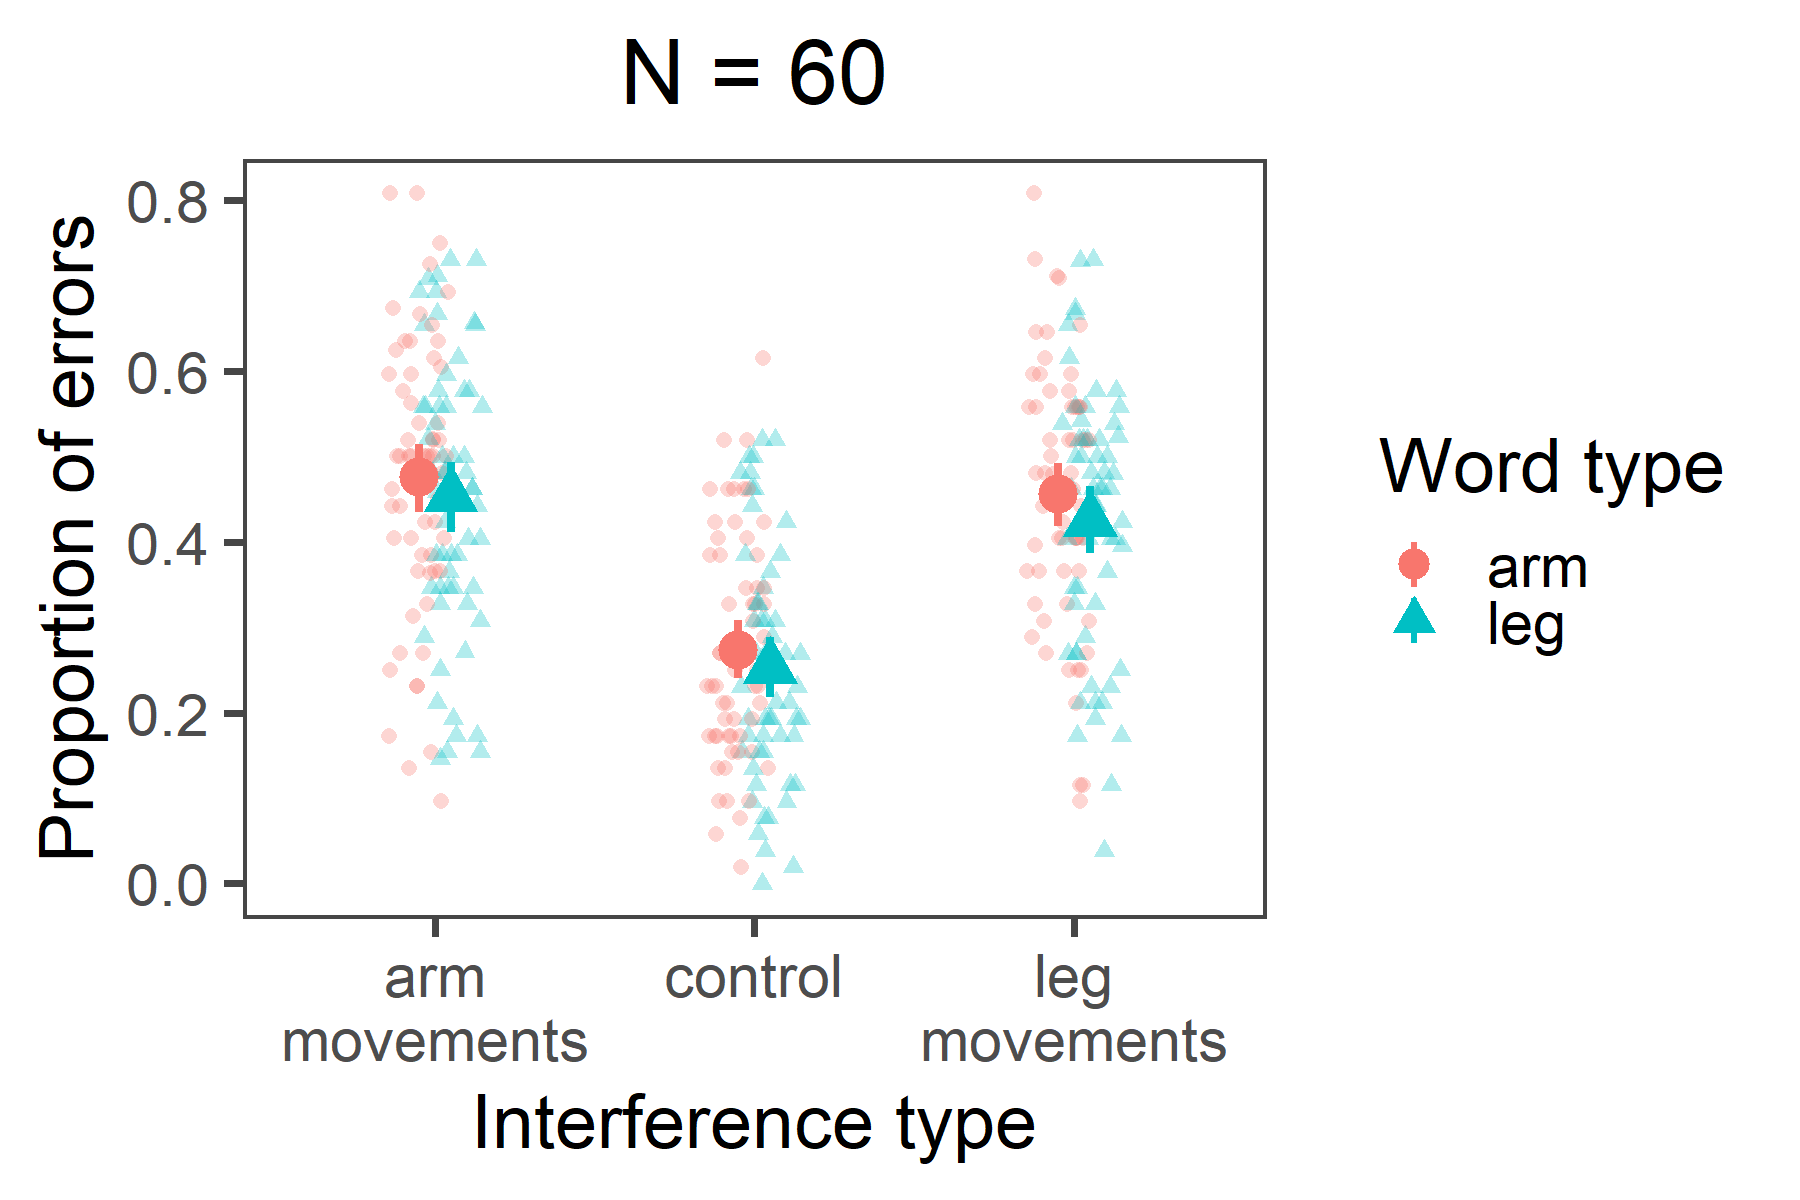 N = 60
Proportion of errors
0.8
0.6
0.4
0.2
0.0
arm
movements
control
leg
movements
Interference type
Word type
arm
leg